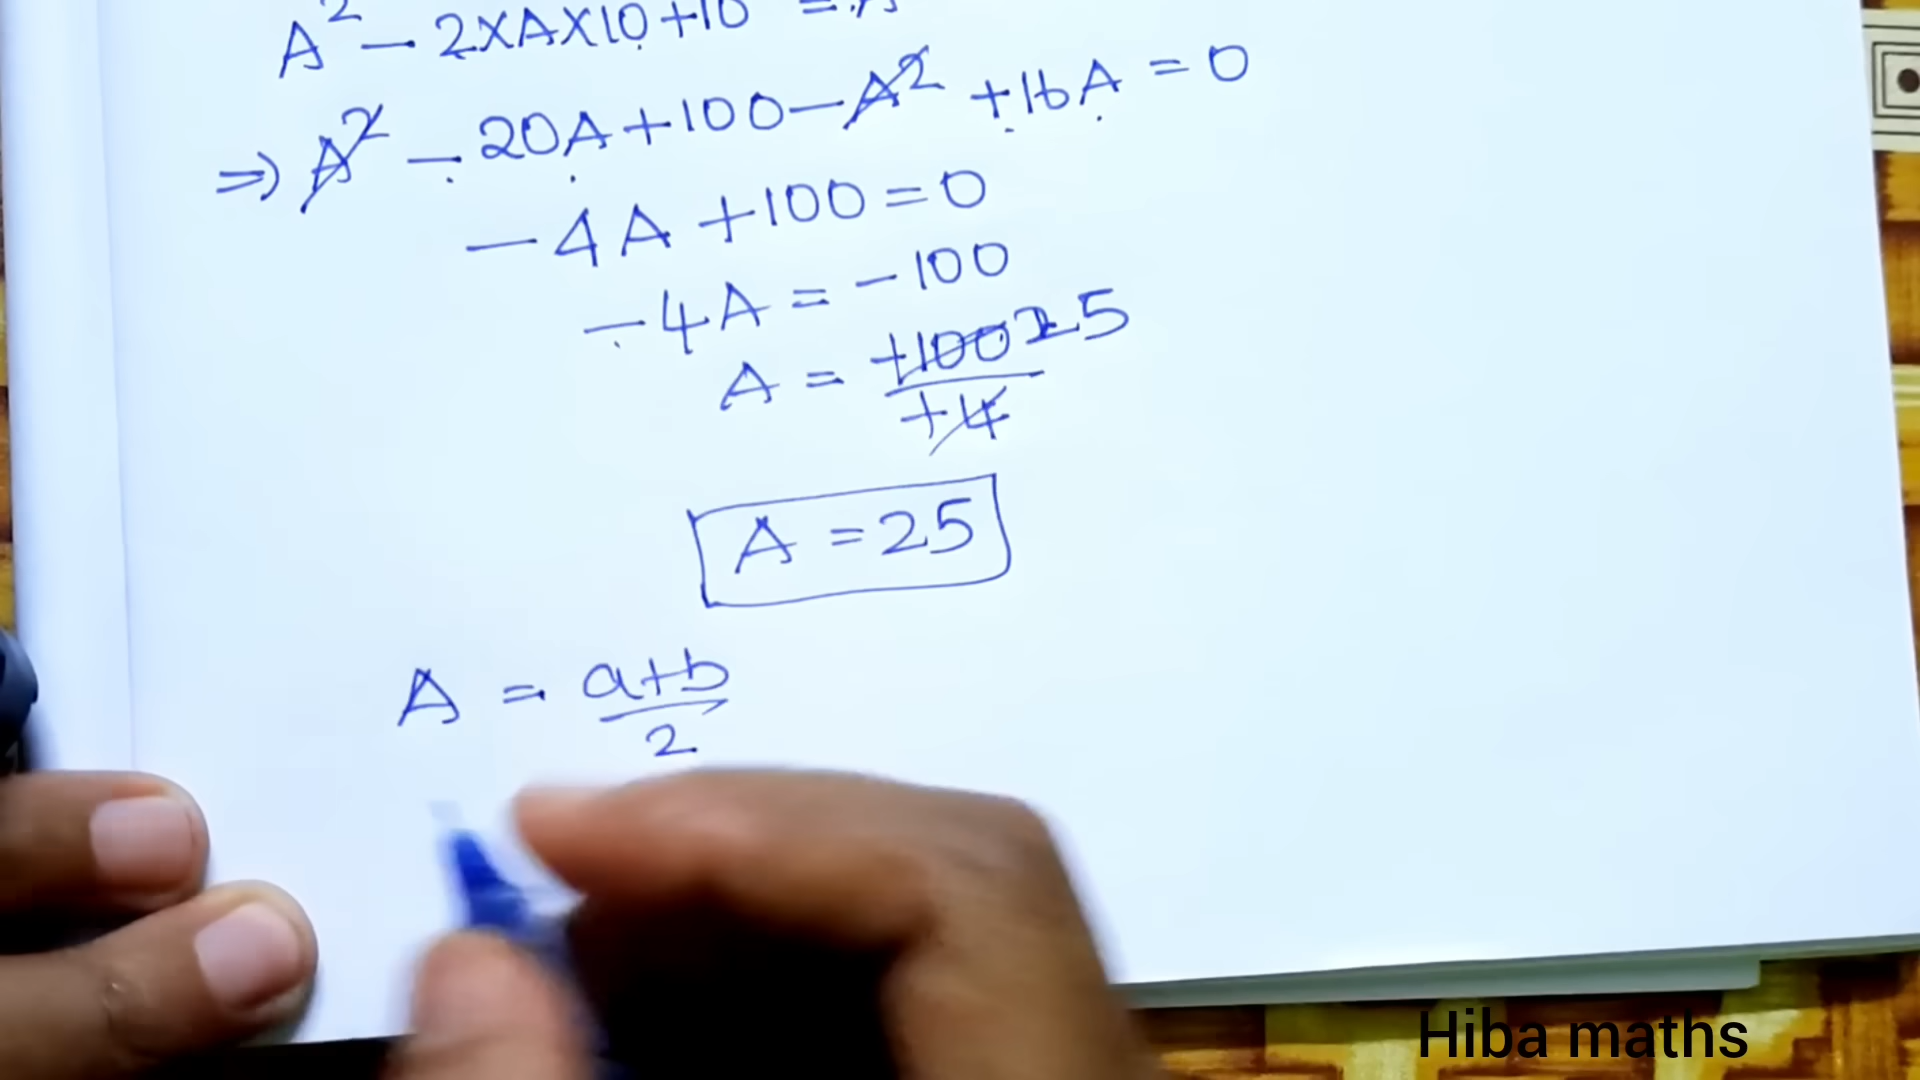 A² - 2×A×10+10 = A
⇒ A² - 20A+100-A² +16A = 0
-4A +100 = 0
-4A = -100
A = +100 25
+4
A = 25
A = a+b
2
Hiba maths